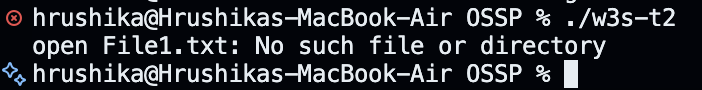 hrushika@Hrushikas-MacBook-Air OSSP % ./w3s-t2
open File1.txt: No such file or directory
hrushika@Hrushikas-MacBook-Air OSSP %